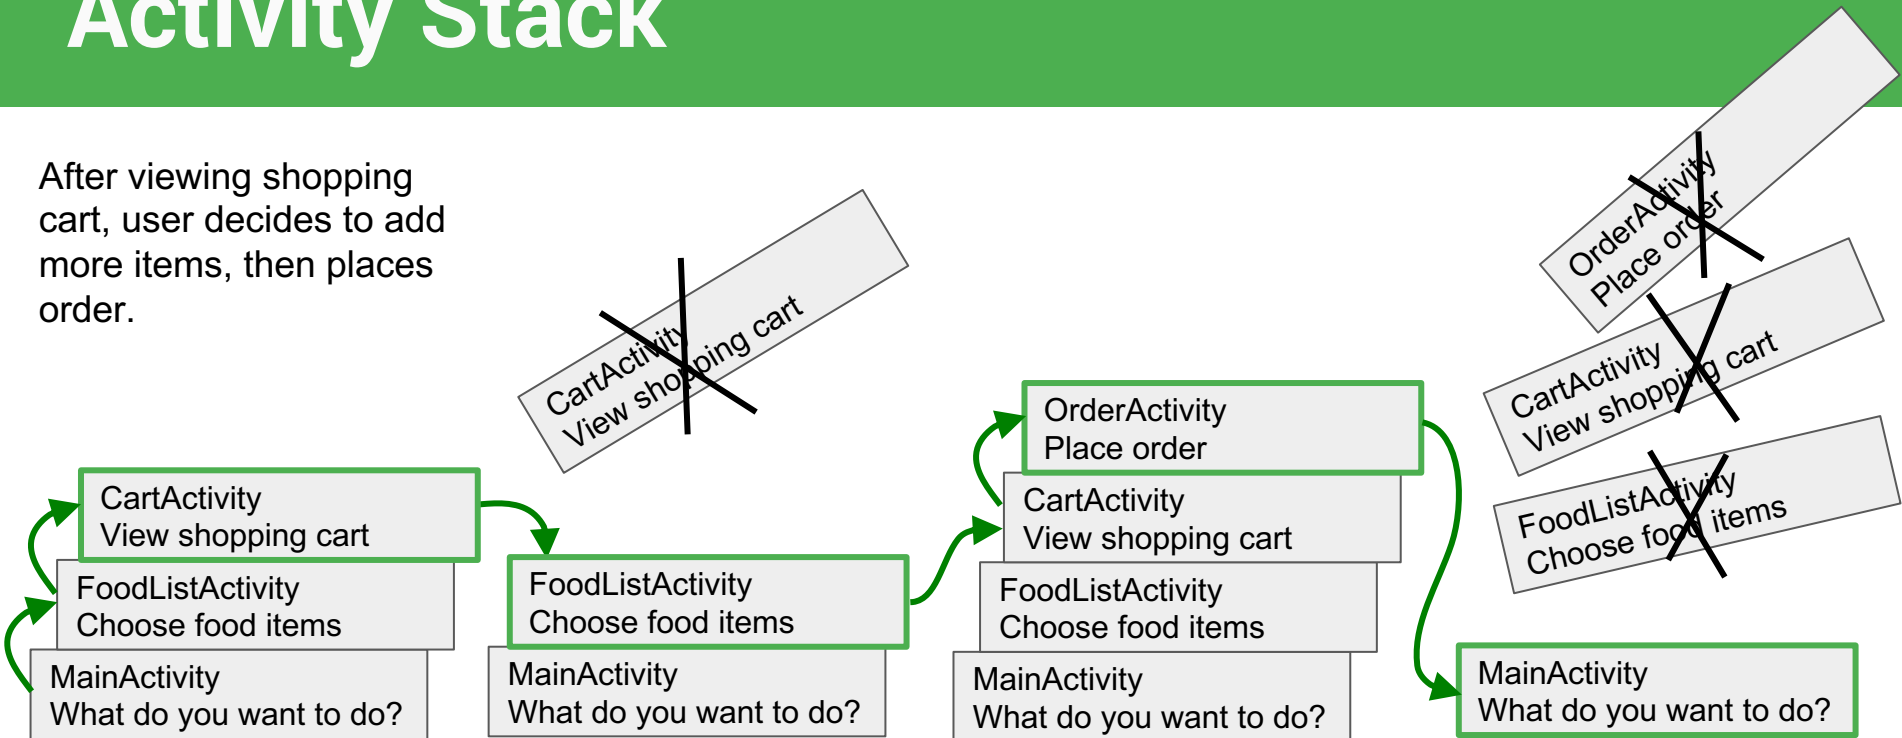 Activity Stack
After viewing shopping
cart, user decides to add
more items, then places
order.
CartActivity
View shopping cart
FoodListActivity
Choose food items
MainActivity
What do you want to do?
CartActivity
View shopping cart
FoodListActivity
Choose food items
MainActivity
What do you want to do?
OrderActivity
Place order
CartActivity
View shopping cart
FoodListActivity
Choose food items
MainActivity
What do you want to do?
OrderActivity
Place order
CartActivity
View shopping cart
FoodListActivity
Choose food items
MainActivity
What do you want to do?